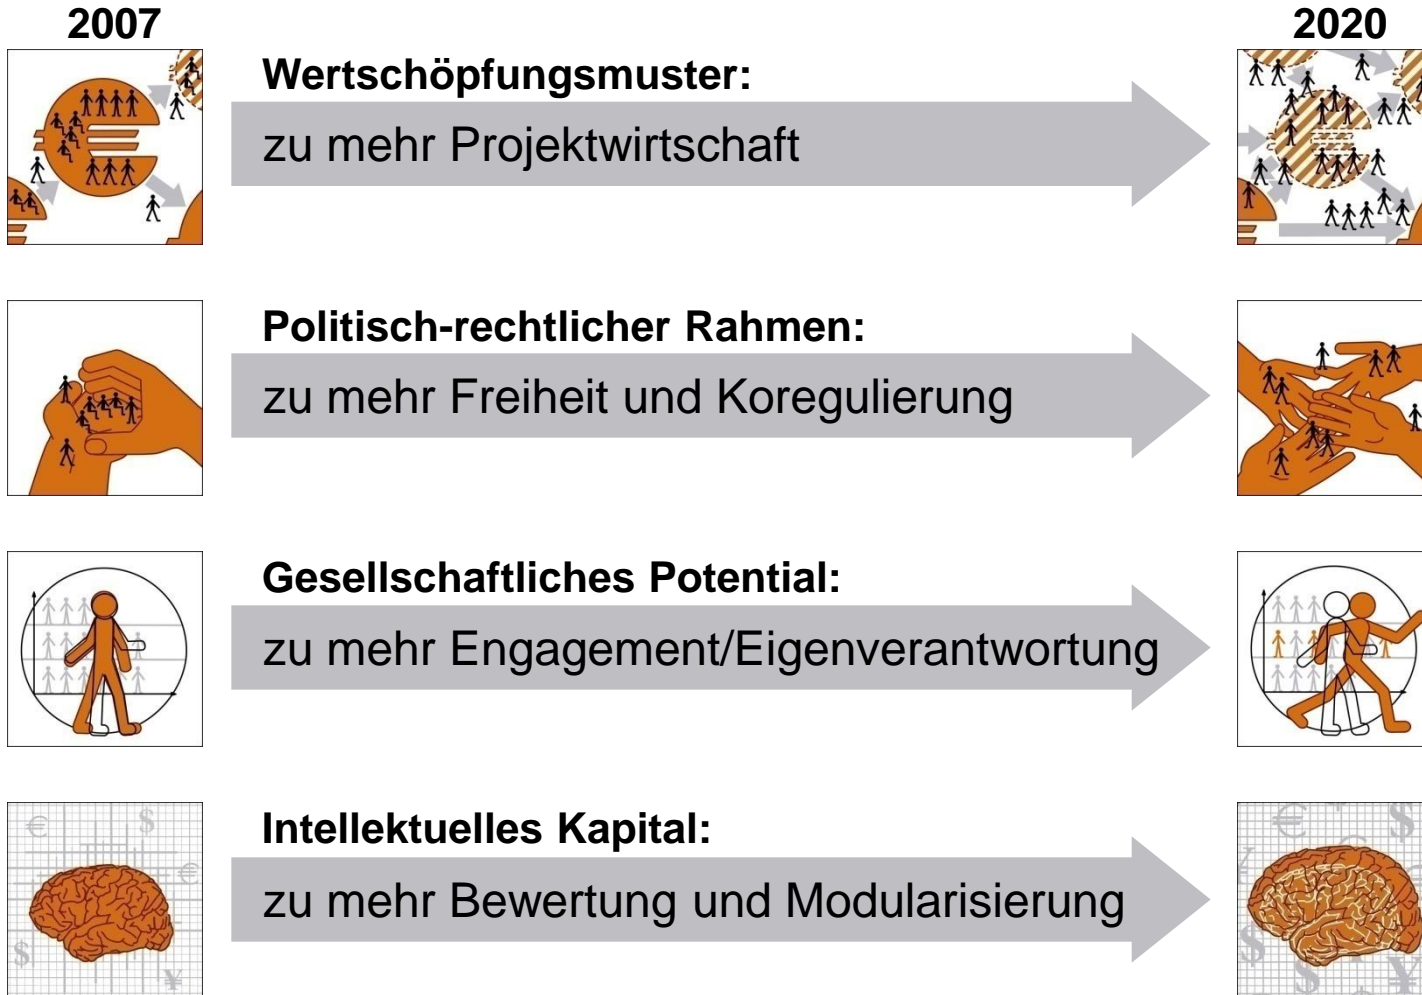 2007
2020
Wertschöpfungsmuster:
zu mehr Projektwirtschaft
Politisch-rechtlicher Rahmen:
zu mehr Freiheit und Koregulierung
Gesellschaftliches Potential:
zu mehr Engagement/Eigenverantwortung
Intellektuelles Kapital:
zu mehr Bewertung und Modularisierung